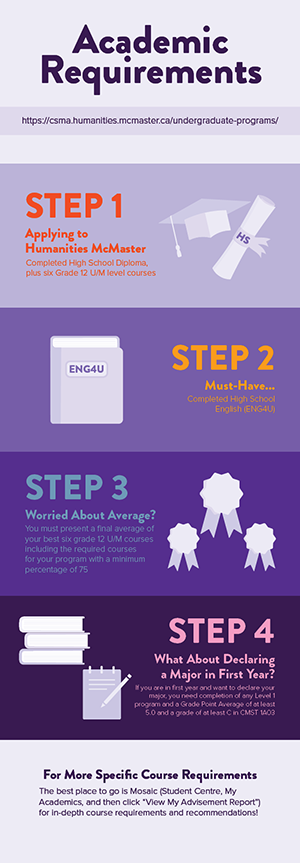 Academic
Requirements
https://csma.humanities.mcmaster.ca/undergraduate-programs/
STEP 1
Applying to
Humanities McMaster
Completed High School Diploma,
plus six Grade 12 U/M level courses
HS
ENG4U
STEP 2
Must-Have...
Completed High School
English (ENG4U)
STEP 3
Worried About Average?
You must present a final average of
your best six grade 12 U/M courses
including the required courses
for your program with a minimum
percentage of 75
STEP 4
What About Declaring
a Major in First Year?
If you are in first year and want to declare your
major, you need completion of any Level 1
program and a Grade Point Average of at least
5.0 and a grade of at least C in CMST 1A03
For More Specific Course Requirements
The best place to go is Mosaic (Student Centre, My
Academics, and then click "View My Advisement Report")
for in-depth course requirements and recommendations!